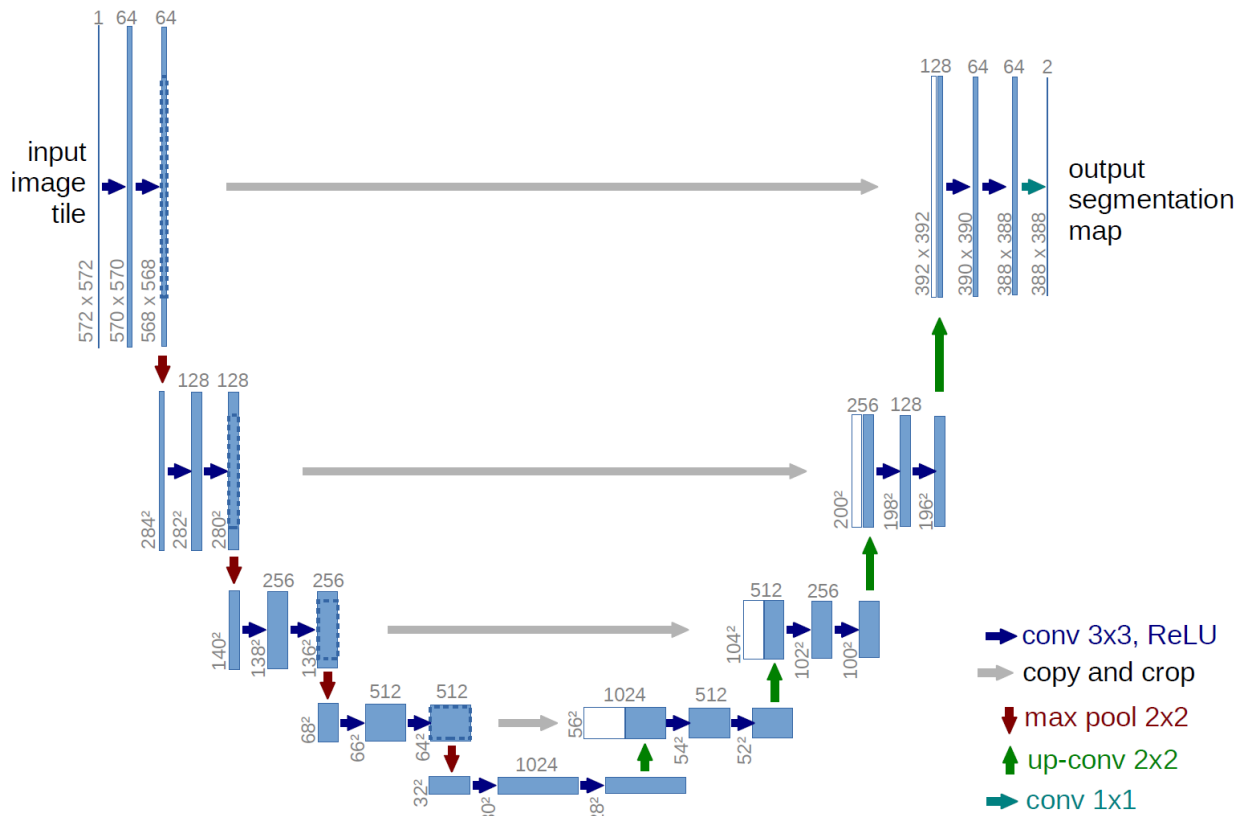 1 64 64
128 64 64 2
input
image
tile
output
segmentation
map
572 x 572
570 x 570
568 x 568
392 x 392
390 x 390
388 x 388
388 x 388
128 128
256 128
284²
282²
280²
200²
198²
196²
256 256
512 256
140²
138²
136²
104²
102²
100²
512 512
1024 512
68²
66²
64²
56²
54²
52²
1024
32²
conv 3x3, ReLU
copy and crop
max pool 2x2
up-conv 2x2
conv 1x1